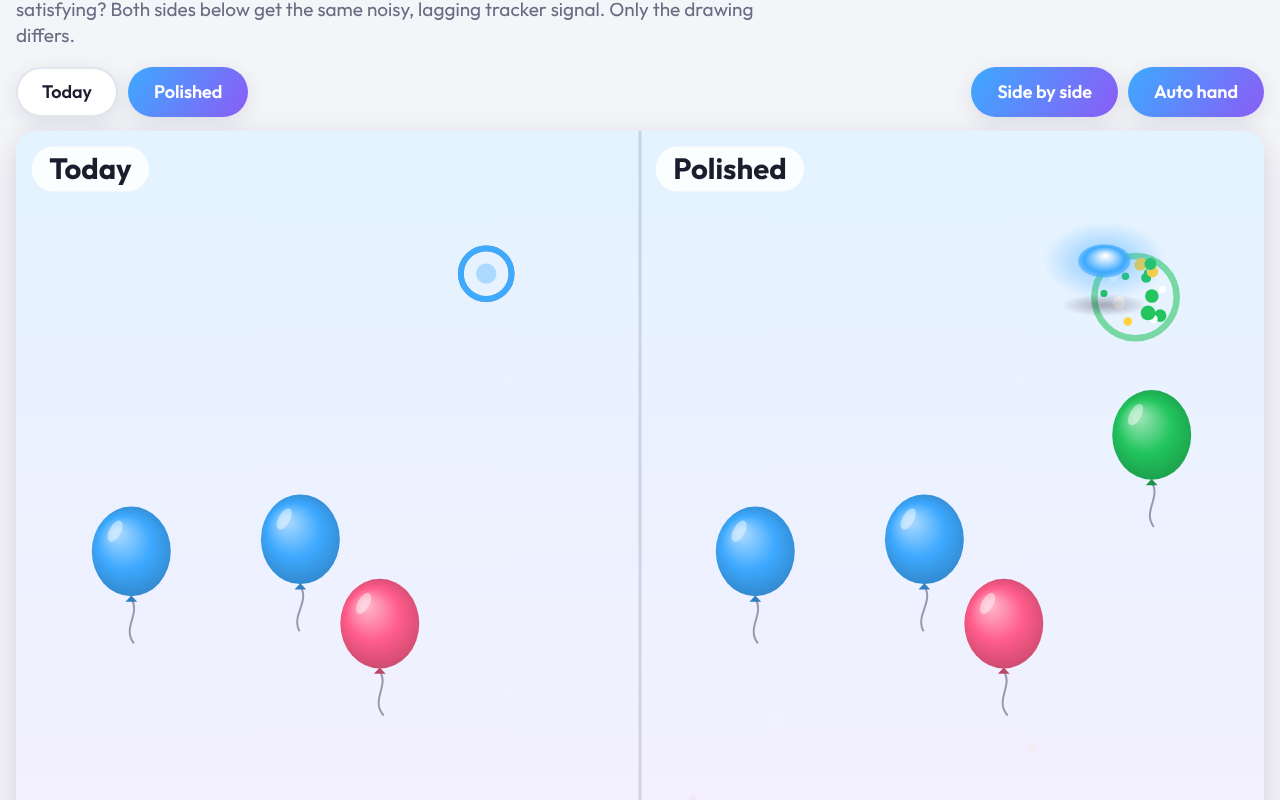 satisfying? Both sides below get the same noisy, lagging tracker signal. Only the drawing
differs.
Today
Polished
Side by side
Auto hand
Today
Polished